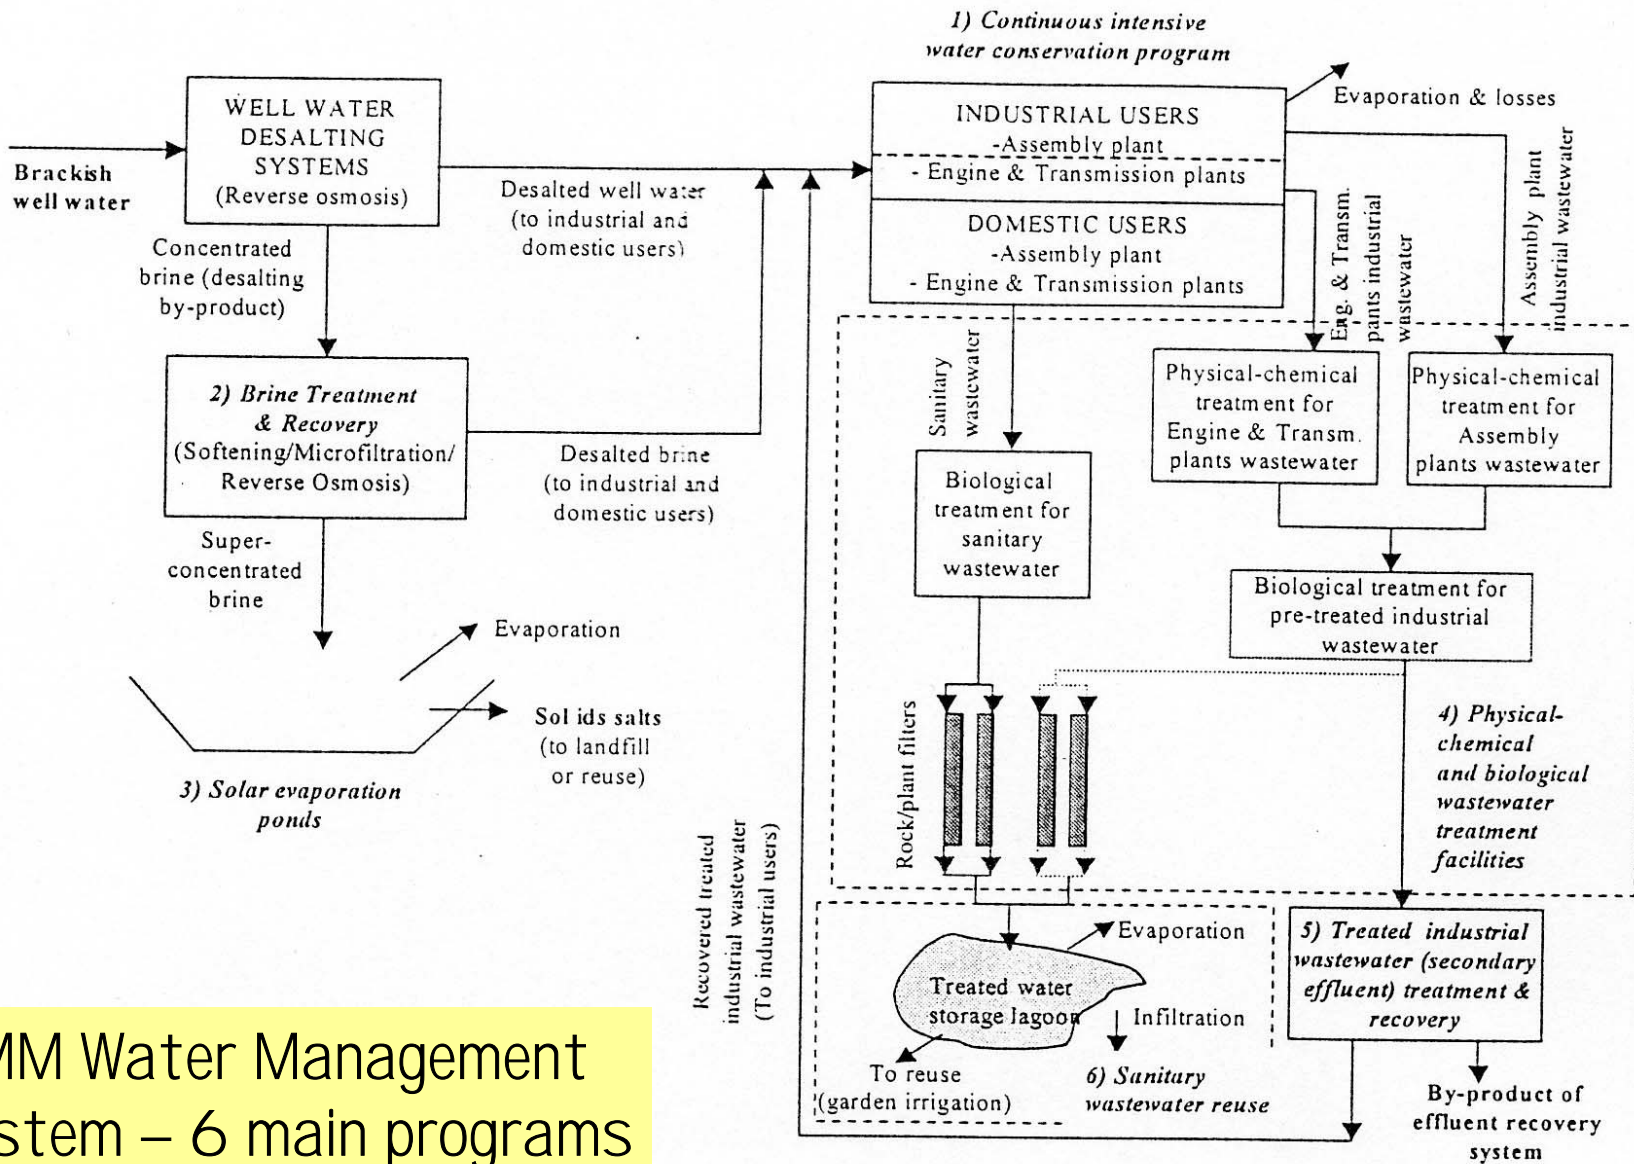 1) Continuous intensive
water conservation program
WELL WATER
DESALTING
SYSTEMS
(Reverse osmosis)
Brackish
well water
Desalted well water
(to industrial and
domestic users)
INDUSTRIAL USERS
-Assembly plant
- Engine & Transmission plants
DOMESTIC USERS
-Assembly plant
- Engine & Transmission plants
Evaporation & losses
Eng. & Transm.
pants industrial
wastewater
Assembly plant
industrial wastewater
Concentrated
brine (desalting
by-product)
2) Brine Treatment
& Recovery
(Softening/Microfiltration/
Reverse Osmosis)
Desalted brine
(to industrial and
domestic users)
Super-
concentrated
brine
Evaporation
Sol ids salts
(to landfill
or reuse)
3) Solar evaporation
ponds
Sanitary
wastewater
Biological
treatment for
sanitary
wastewater
Physical-chemical
treatment for
Engine & Transm.
plants wastewater
Physical-chemical
treatment for
Assembly
plants wastewater
Biological treatment for
pre-treated industrial
wastewater
Rock/plant filters
4) Physical-
chemical
and biological
wastewater
treatment
facilities
Recovered treated
industrial wastewater
(To industrial users)
Evaporation
Treated water
storage lagoon
Infiltration
To reuse
(garden irrigation)
6) Sanitary
wastewater reuse
5) Treated industrial
wastewater (secondary
effluent) treatment &
recovery
By-product of
effluent recovery
system
MM Water Management
stem – 6 main programs